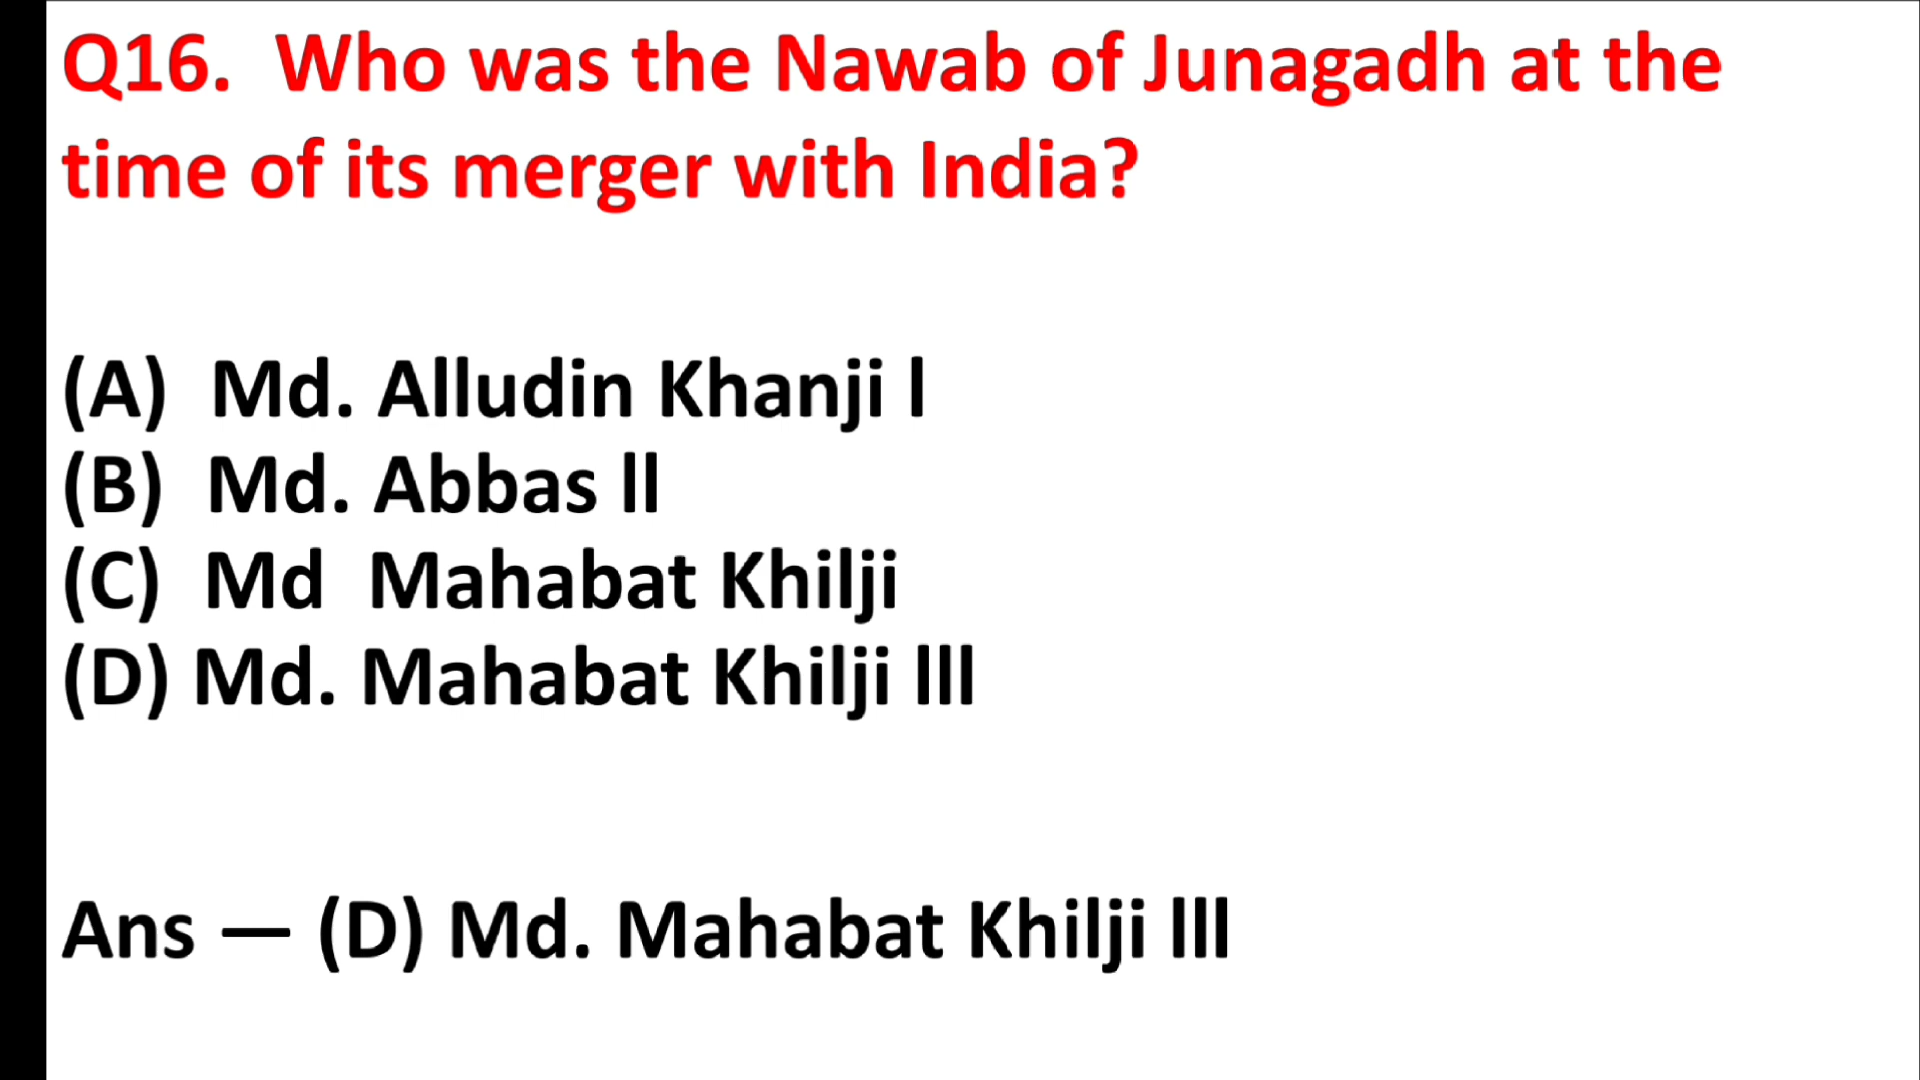 Q16. Who was the Nawab of Junagadh at the
time of its merger with India?
(A) Md. Alludin Khanji I
(B) Md. Abbas II
(C) Md Mahabat Khilji
(D) Md. Mahabat Khilji III
Ans — (D) Md. Mahabat Khilji III